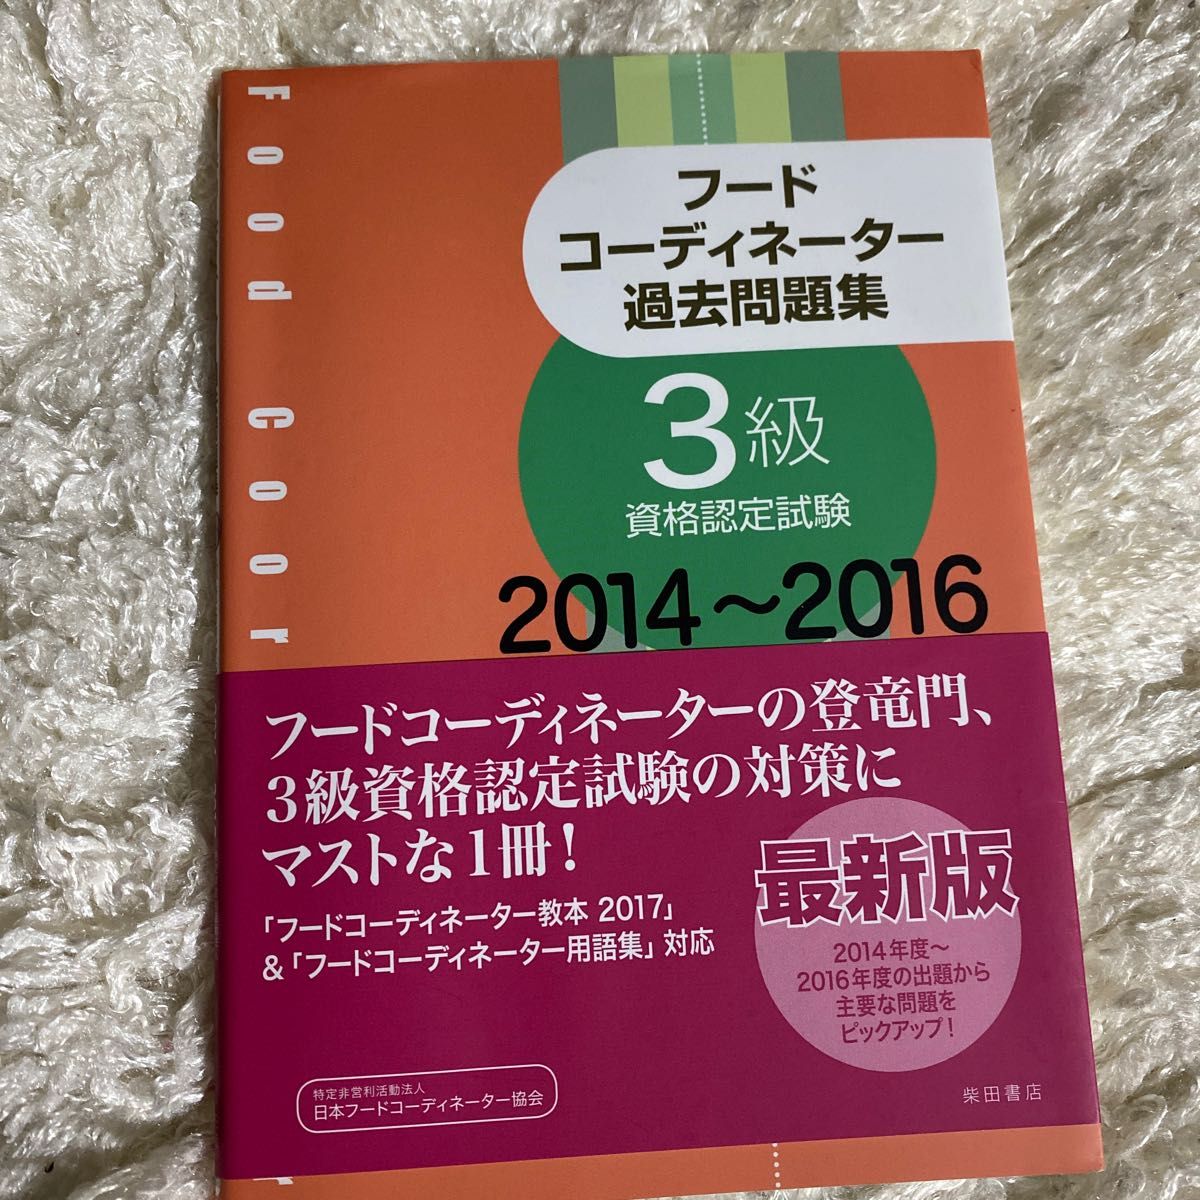 Food Coor
フード
コーディネーター
過去問題集
3級
資格認定試験
2014～2016
フードコーディネーターの登竜門、
3級資格認定試験の対策に
マストな1冊!
「フードコーディネーター教本 2017」
&「フードコーディネーター用語集」対応
最新版
2014年度～
2016年度の出題から
主要な問題を
ピックアップ!
特定非営利活動法人
日本フードコーディネーター協会
柴田書店
r